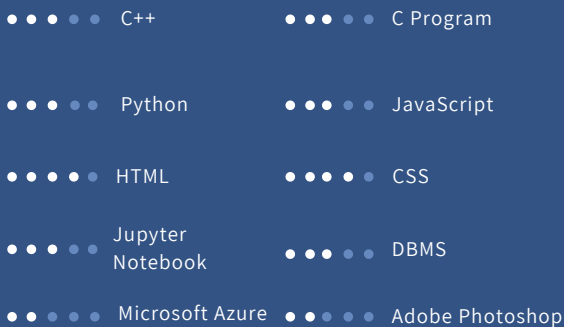 C++
C Program
Python
JavaScript
HTML
CSS
Jupyter
Notebook
DBMS
Microsoft Azure
Adobe Photoshop